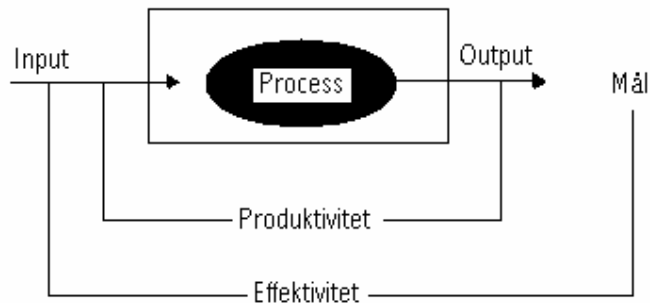 Input
Process
Output
Mål
Produktivitet
Effektivitet